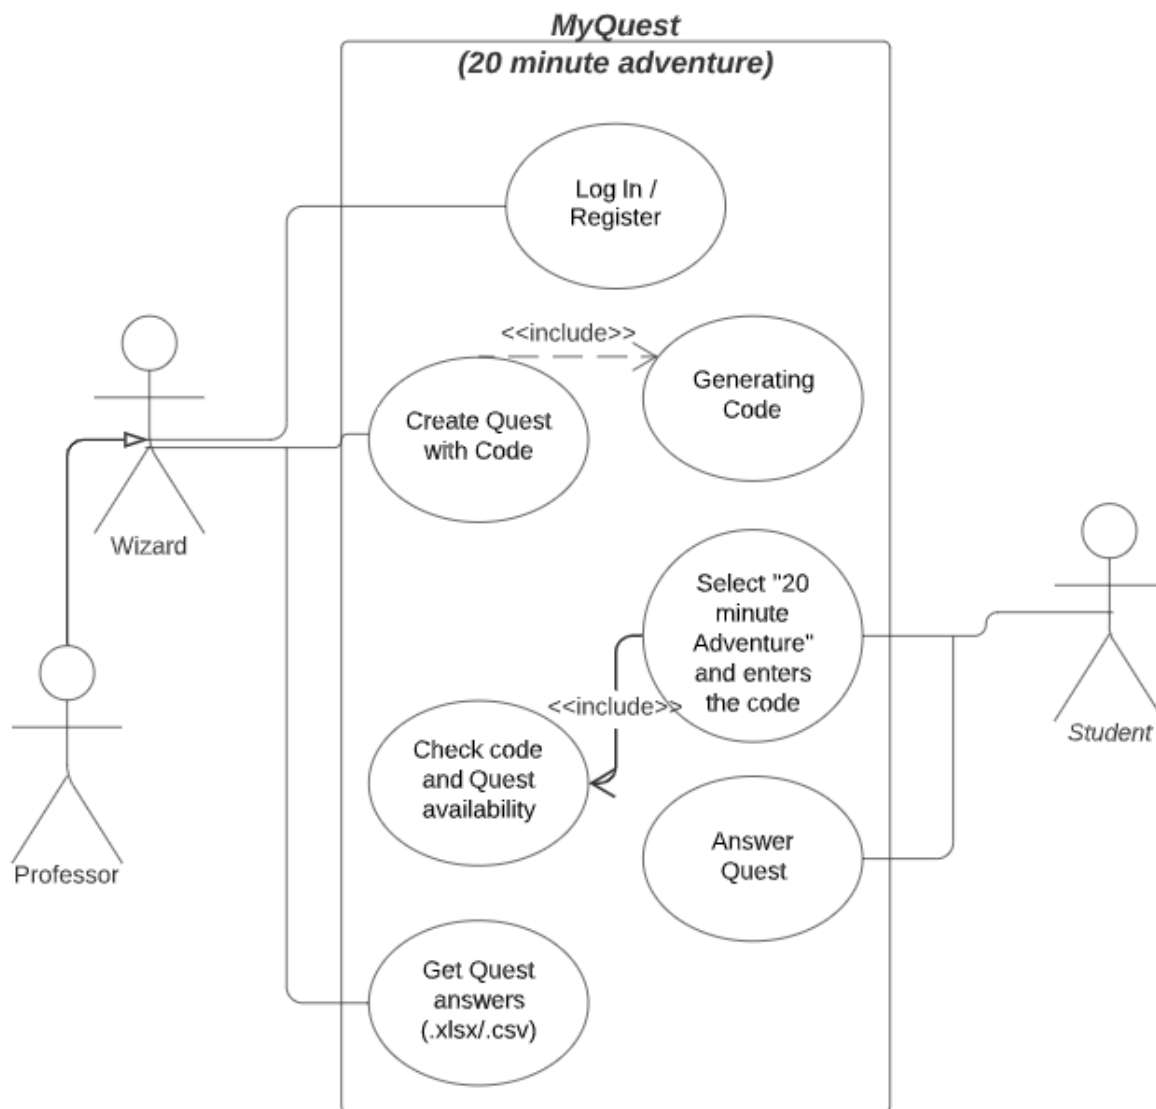 MyQuest
(20 minute adventure)
Log In /
Register
<<include>>
Generating
Code
Create Quest
with Code
Wizard
Select "20
minute
Adventure"
and enters
the code
<<include>>
Student
Check code
and Quest
availability
Answer
Quest
Professor
Get Quest
answers
(.xlsx/.csv)